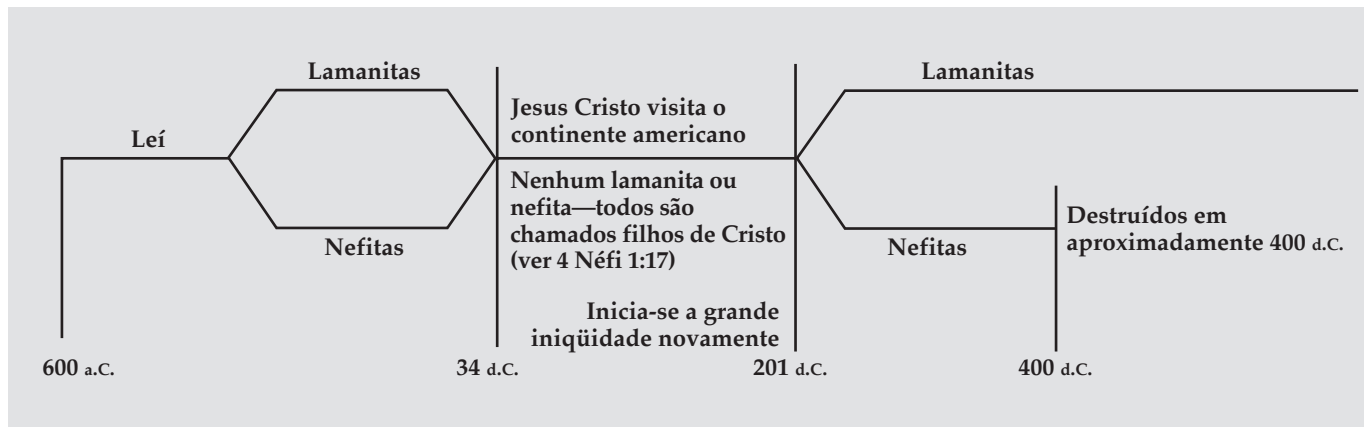 Lamanitas
Leí
Nefitas
Jesus Cristo visita o
continente americano
Nenhum lamanita ou
nefita—todos são
chamados filhos de Cristo
(ver 4 Néfi 1:17)
Inicia-se a grande
iniqüidade novamente
Lamanitas
Nefitas
Destruídos em
aproximadamente 400 d.C.
600 a.C.
34 d.C.
201 d.C.
400 d.C.